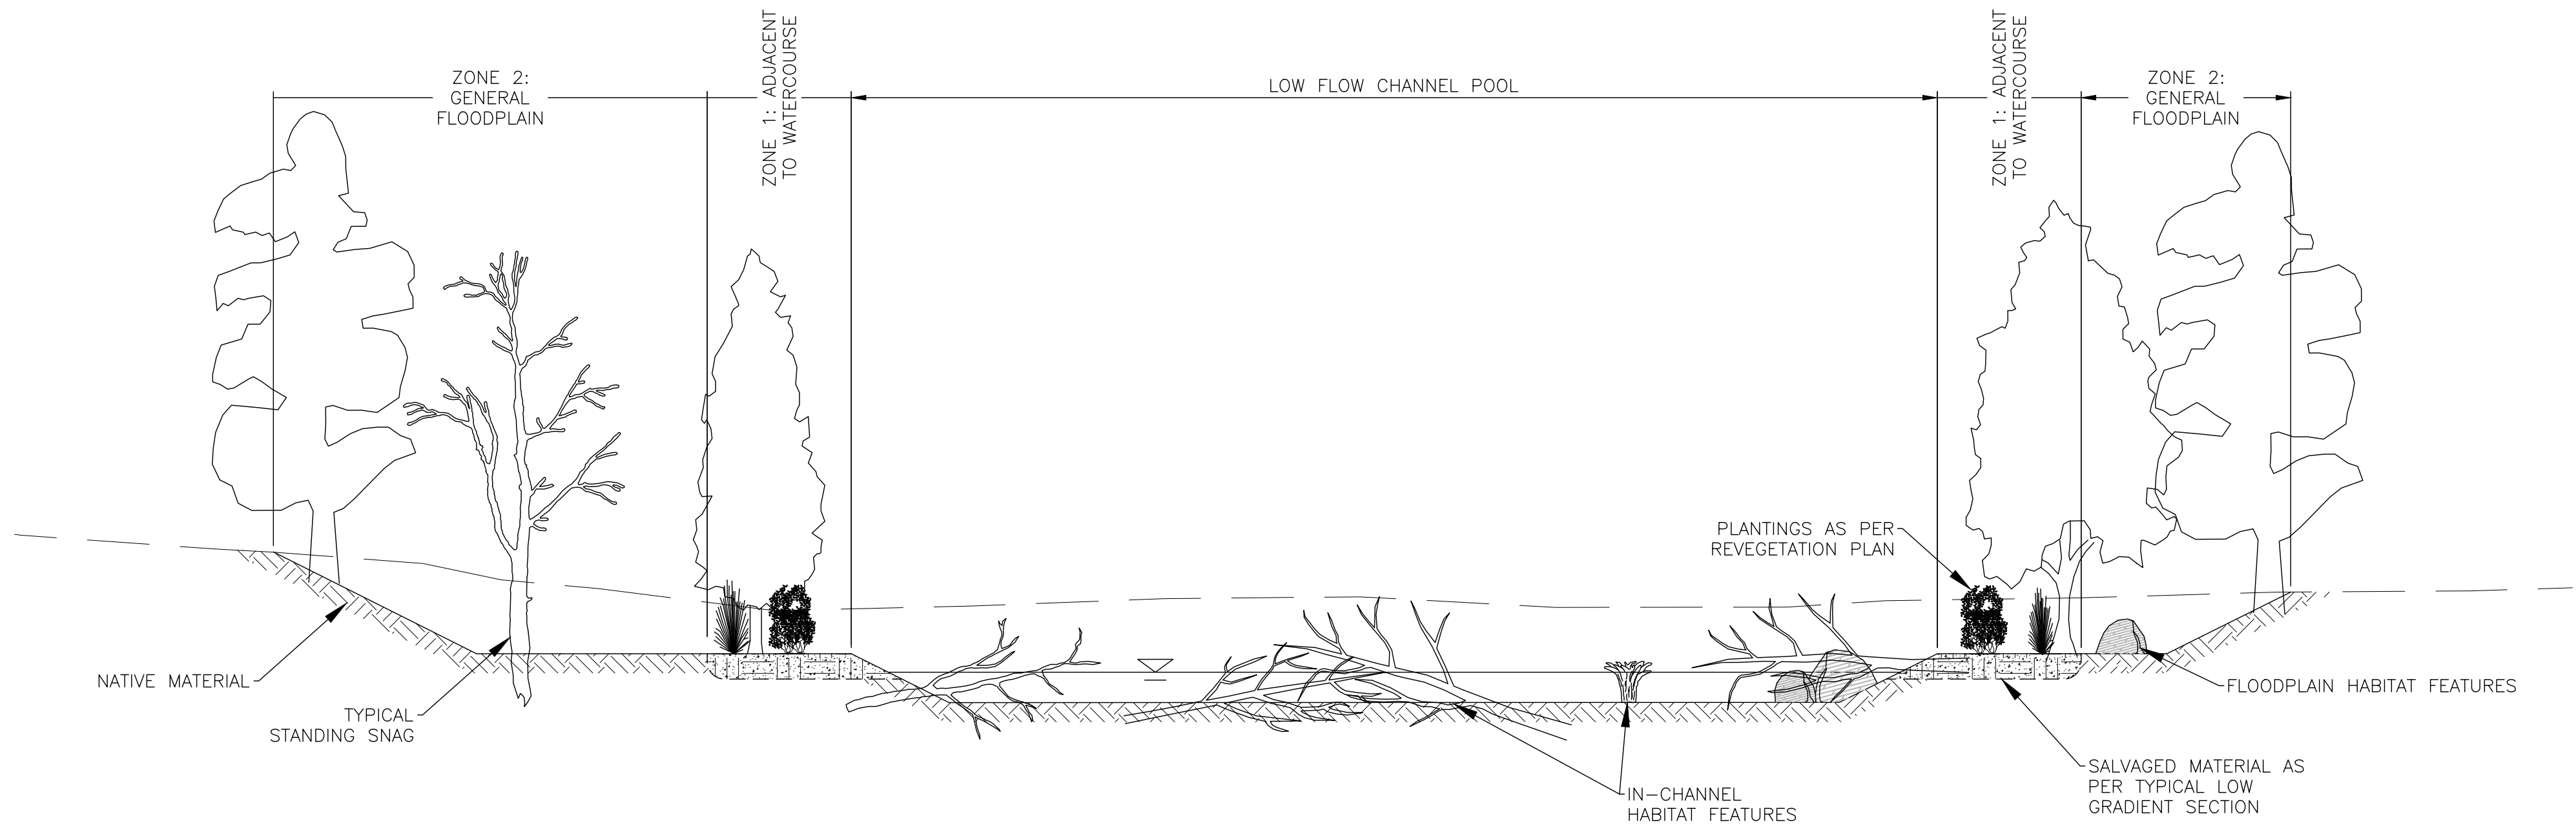 ZONE 2:
GENERAL
FLOODPLAIN
ZONE 1: ADJACENT
TO WATERCOURSE
LOW FLOW CHANNEL POOL
ZONE 1: ADJACENT
TO WATERCOURSE
ZONE 2:
GENERAL
FLOODPLAIN
PLANTINGS AS PER
REVEGETATION PLAN
NATIVE MATERIAL
TYPICAL
STANDING SNAG
FLOODPLAIN HABITAT FEATURES
IN-CHANNEL
HABITAT FEATURES
SALVAGED MATERIAL AS
PER TYPICAL LOW
GRADIENT SECTION